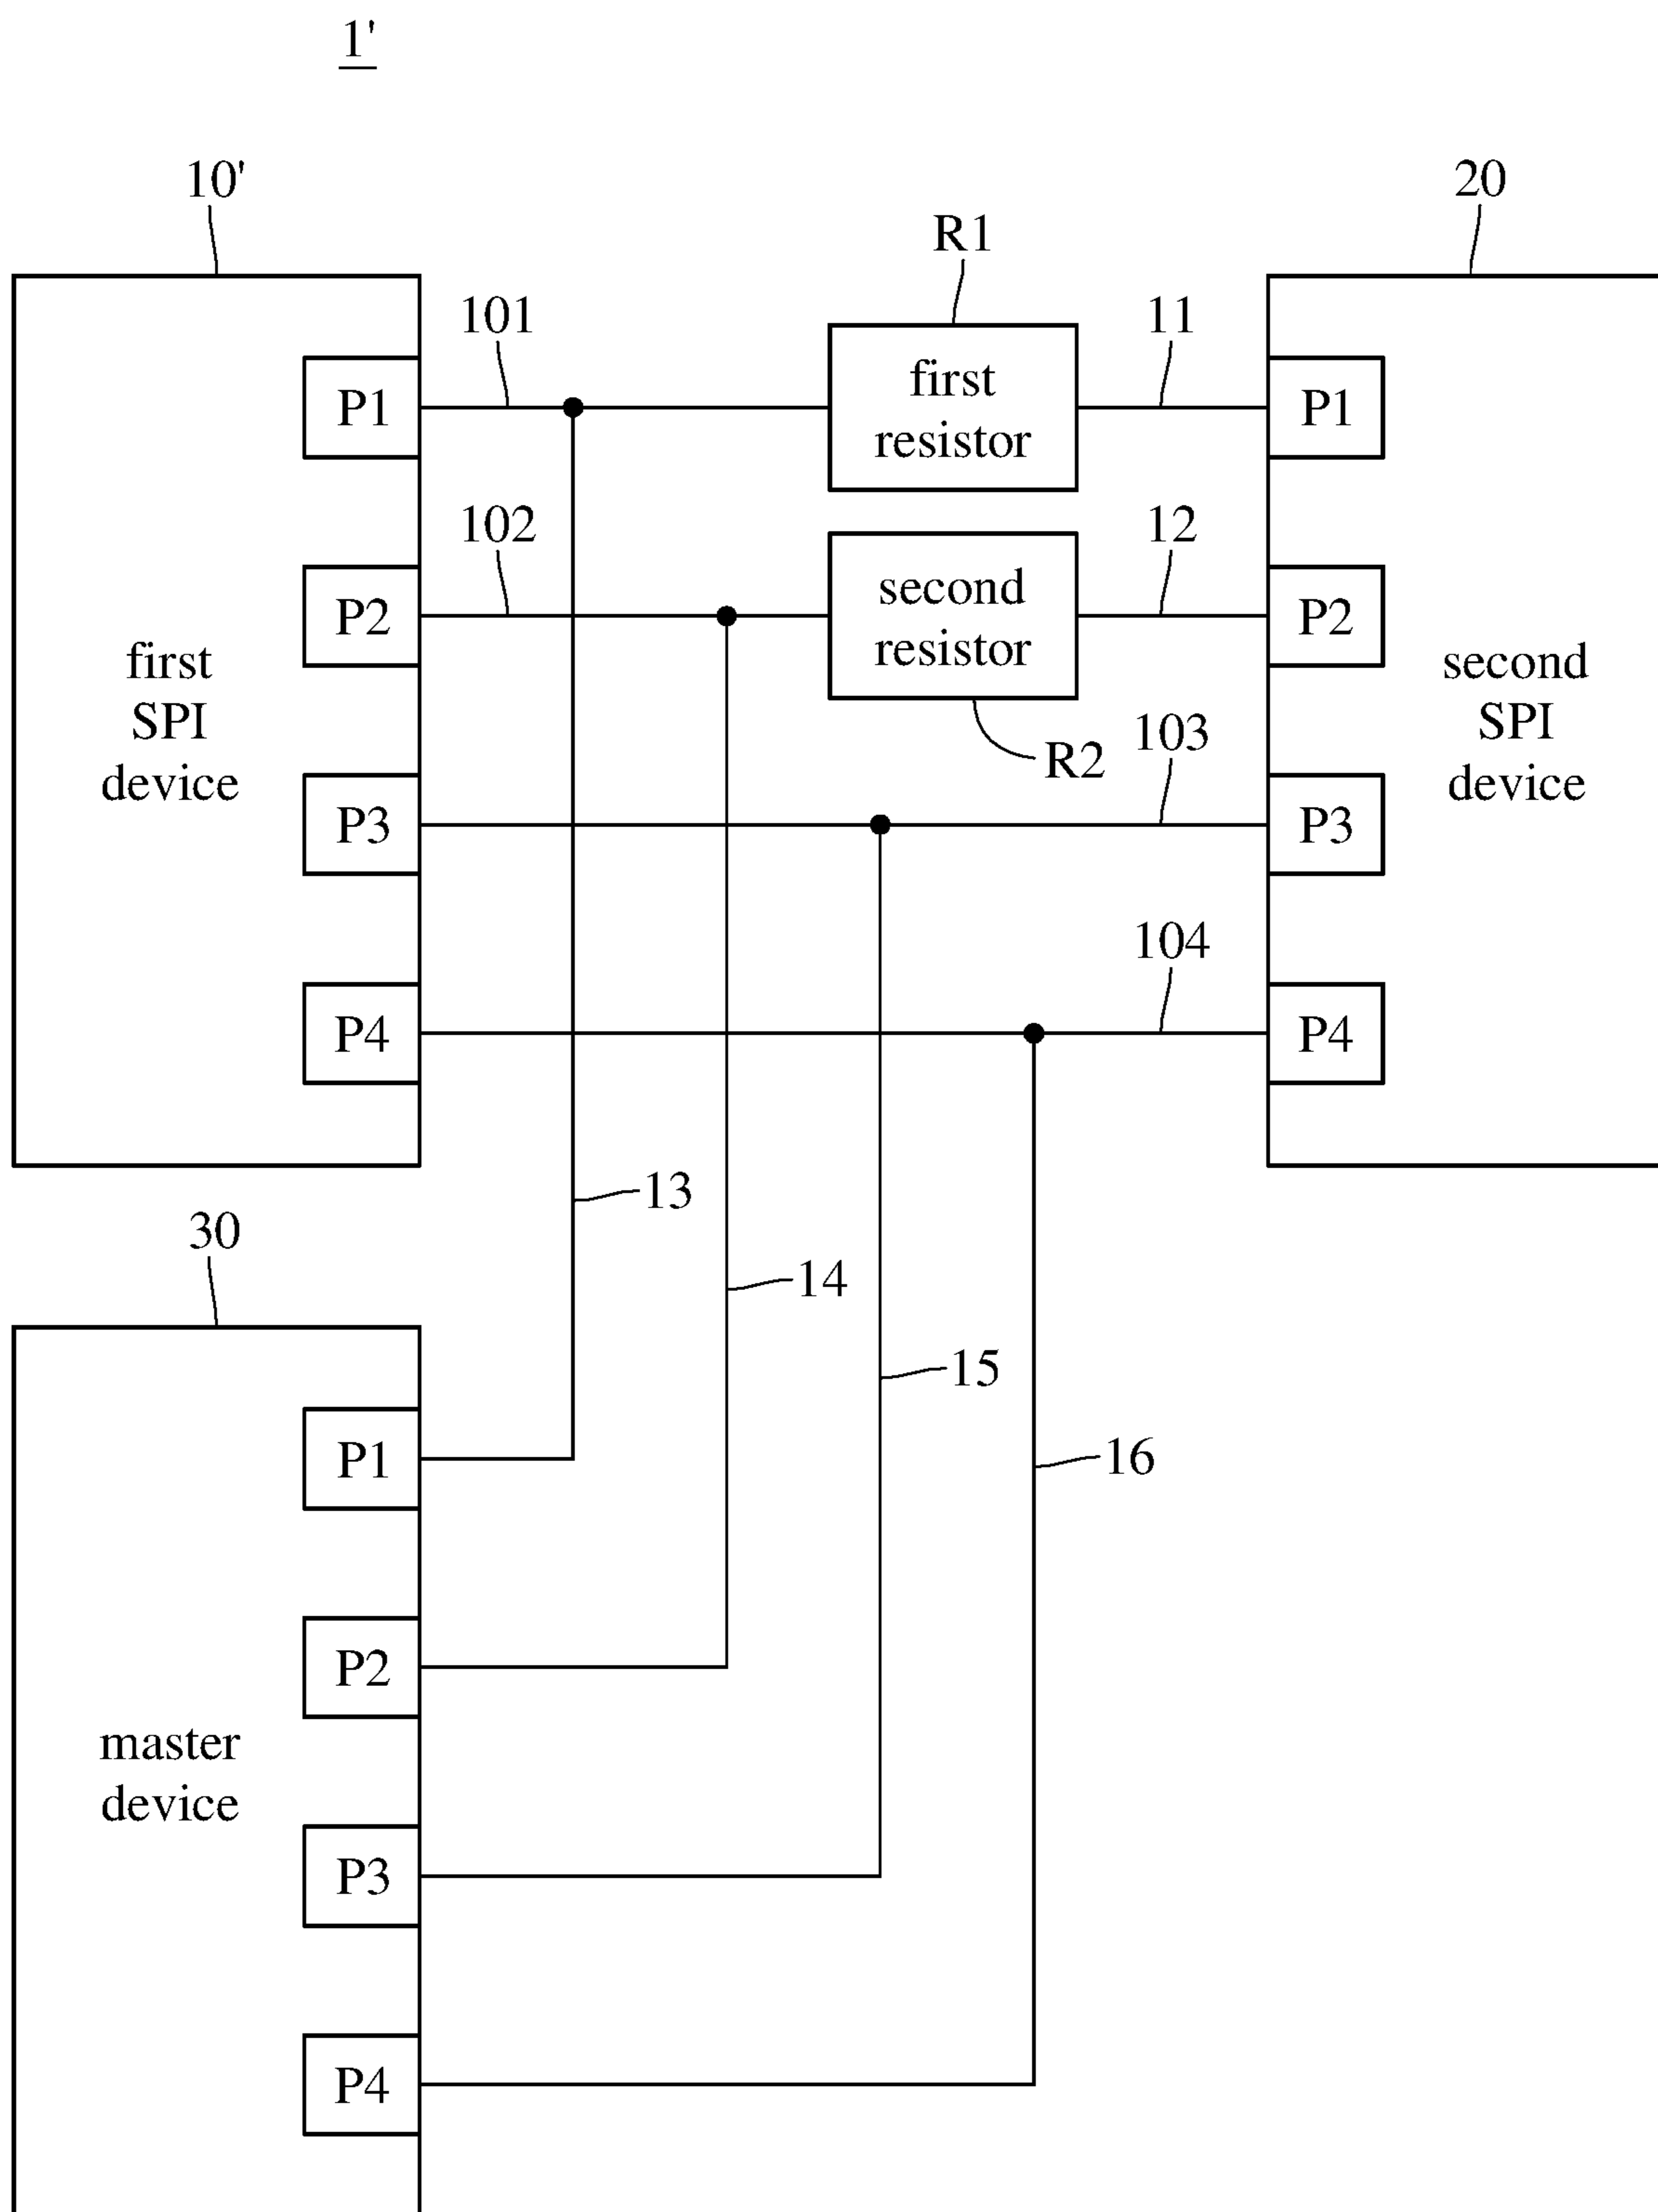 1'
10'
20
R1
101
11
first
resistor
P1
P1
102
12
second
resistor
P2
P2
R2
first
SPI
device
second
SPI
device
103
P3
P3
104
P4
P4
13
30
14
15
P1
16
P2
master
device
P3
P4